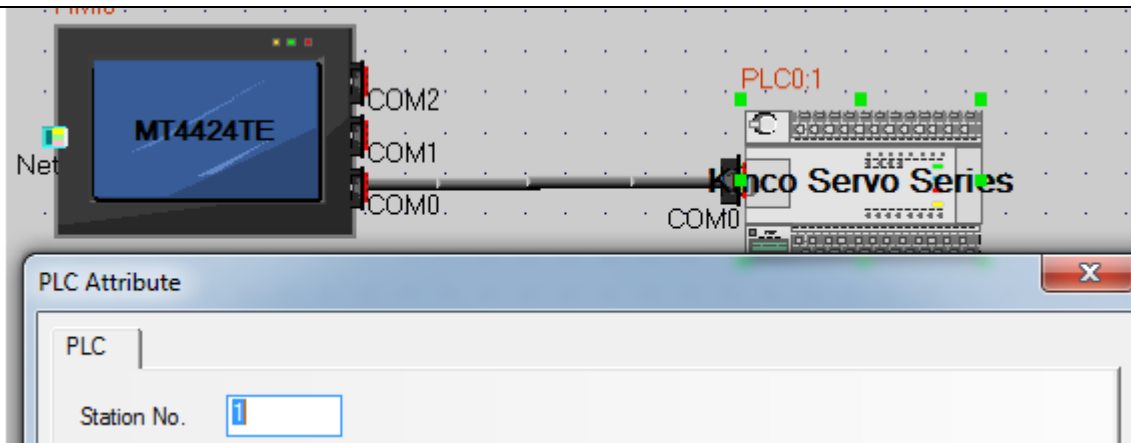 COM2
PLC0:1
MT4424TE
COM1
Net
Kinco Servo Series
COM0
COM0
PLC Attribute
PLC
Station No. 1